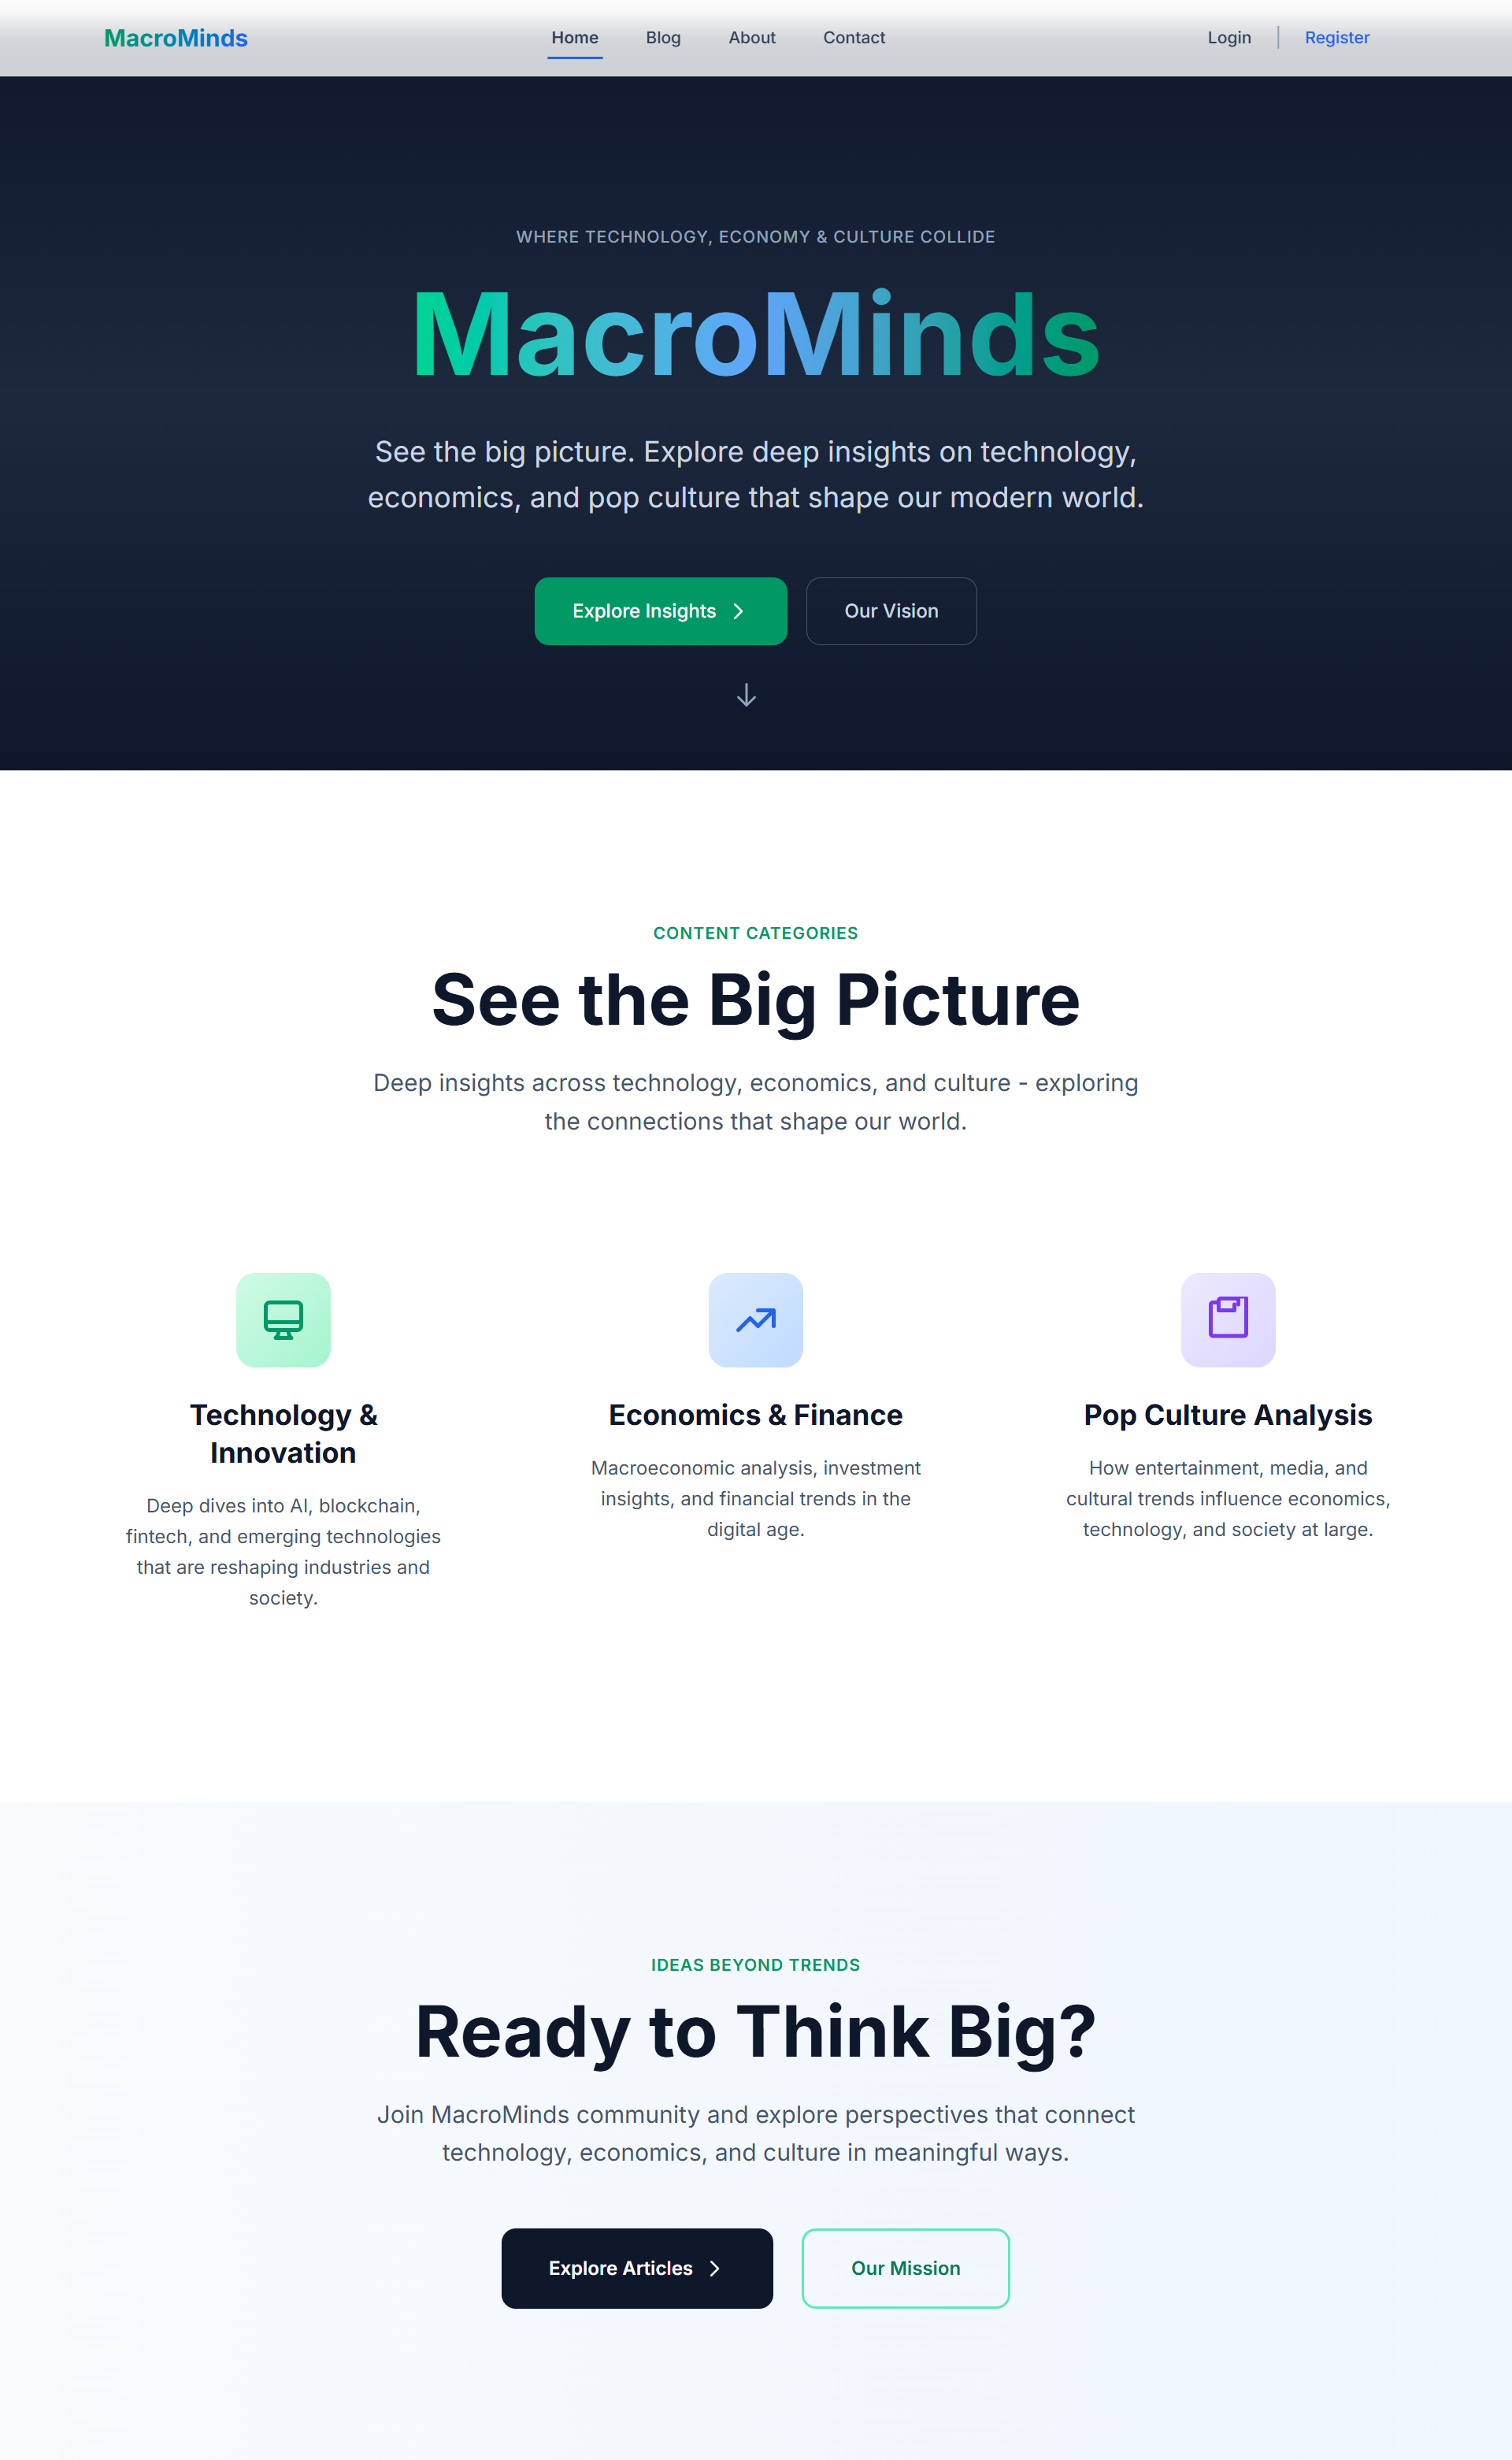 MacroMinds
Home Blog About Contact
Login Register
WHERE TECHNOLOGY, ECONOMY & CULTURE COLLIDE
MacroMinds
See the big picture. Explore deep insights on technology,
economics, and pop culture that shape our modern world.
Explore Insights
Our Vision
CONTENT CATEGORIES
See the Big Picture
Deep insights across technology, economics, and culture - exploring
the connections that shape our world.
Technology &
Innovation
Deep dives into AI, blockchain,
fintech, and emerging technologies
that are reshaping industries and
society.
Economics & Finance
Macroeconomic analysis, investment
insights, and financial trends in the
digital age.
Pop Culture Analysis
How entertainment, media, and
cultural trends influence economics,
technology, and society at large.
IDEAS BEYOND TRENDS
Ready to Think Big?
Join MacroMinds community and explore perspectives that connect
technology, economics, and culture in meaningful ways.
Explore Articles
Our Mission